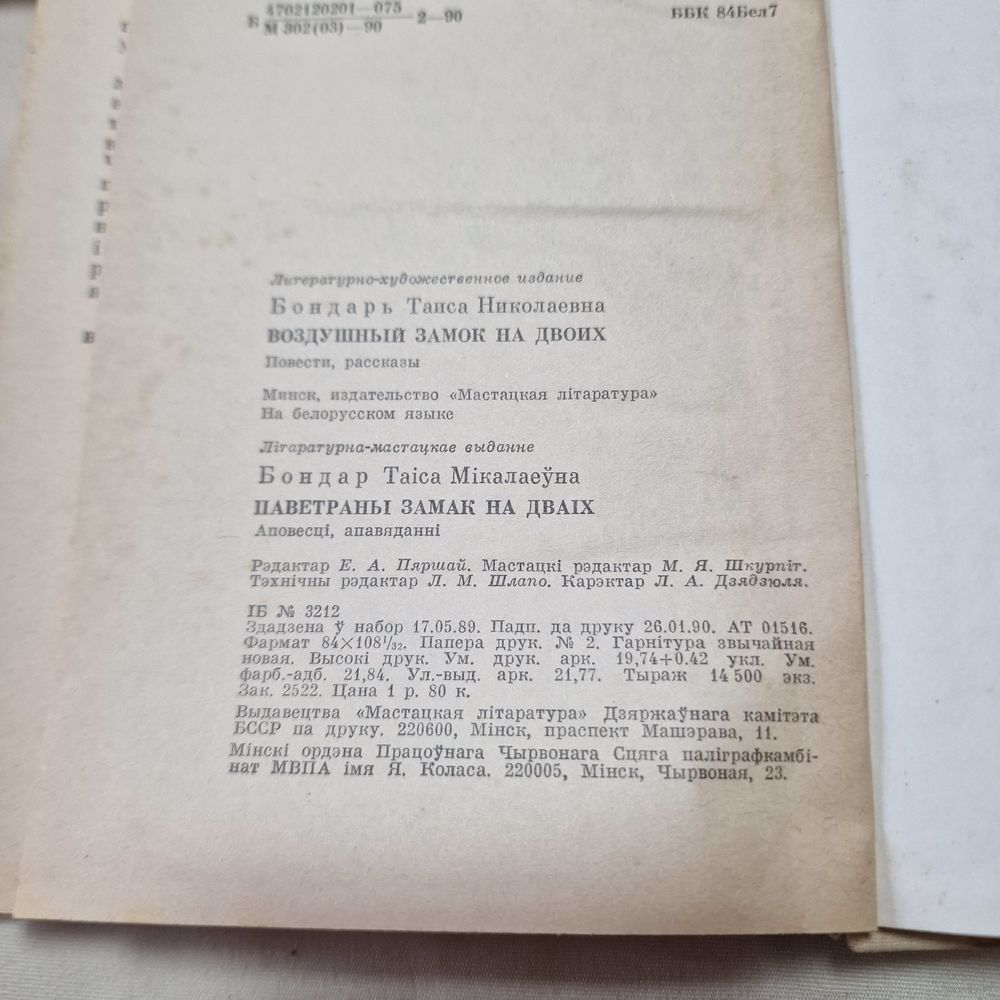 Б 4702120201—075
М 302(03)—90 2—90
ББК 84Бел7
Литературно-художественное издание
Бондарь Таиса Николаевна
ВОЗДУШНЫЙ ЗАМОК НА ДВОИХ
Повести, рассказы
Минск, издательство «Мастацкая літаратура»
На белорусском языке
Літаратурна-мастацкае выданне
Бондар Таіса Мікалаеўна
ПАВЕТРАНЫ ЗАМАК НА ДВАІХ
Аповесці, апавяданні
Рэдактар Е. А. Пяршай. Мастацкі рэдактар М. Я. Шкурпіт.
Тэхнічны рэдактар Л. М. Шлапо. Карэктар Л. А. Дзядзюля.
ІБ № 3212
Здадзена ў набор 17.05.89. Падп. да друку 26.01.90. АТ 01516.
Фармат 84×108 1/32. Папера друк. № 2. Гарнітура звычайная
новая. Высокі друк. Ум. друк. арк. 19,74+0.42 укл. Ум.
фарб.-адб. 21,84. Ул.-выд. арк. 21,77. Тыраж 14 500 экз.
Зак. 2522. Цана 1 р. 80 к.
Выдавецтва «Мастацкая літаратура» Дзяржаўнага камітэта
БССР па друку. 220600, Мінск, праспект Машэрава, 11.
Мінскі ордэна Працоўнага Чырвонага Сцяга паліграфкамбі-
нат МВПА імя Я. Коласа. 220005, Мінск, Чырвоная, 23.